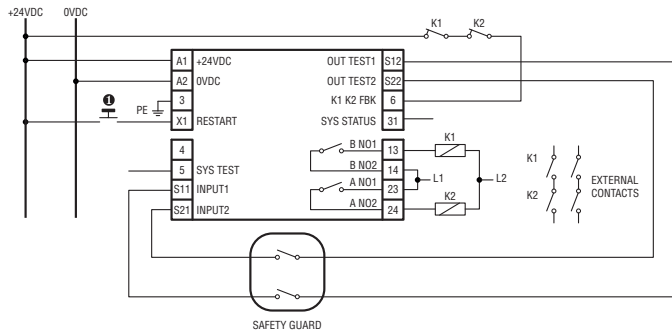 +24VDC 0VDC
K1 K2
A1 +24VDC OUT TEST1 S12
A2 0VDC OUT TEST2 S22
3 K1 K2 FBK 6
PE
❶
X1 RESTART SYS STATUS 31
4 B NO1 13 K1
5 SYS TEST B NO2 14
L1 L2
S11 INPUT1 A NO1 23
S21 INPUT2 A NO2 24 K2
K1
K2
EXTERNAL
CONTACTS
SAFETY GUARD